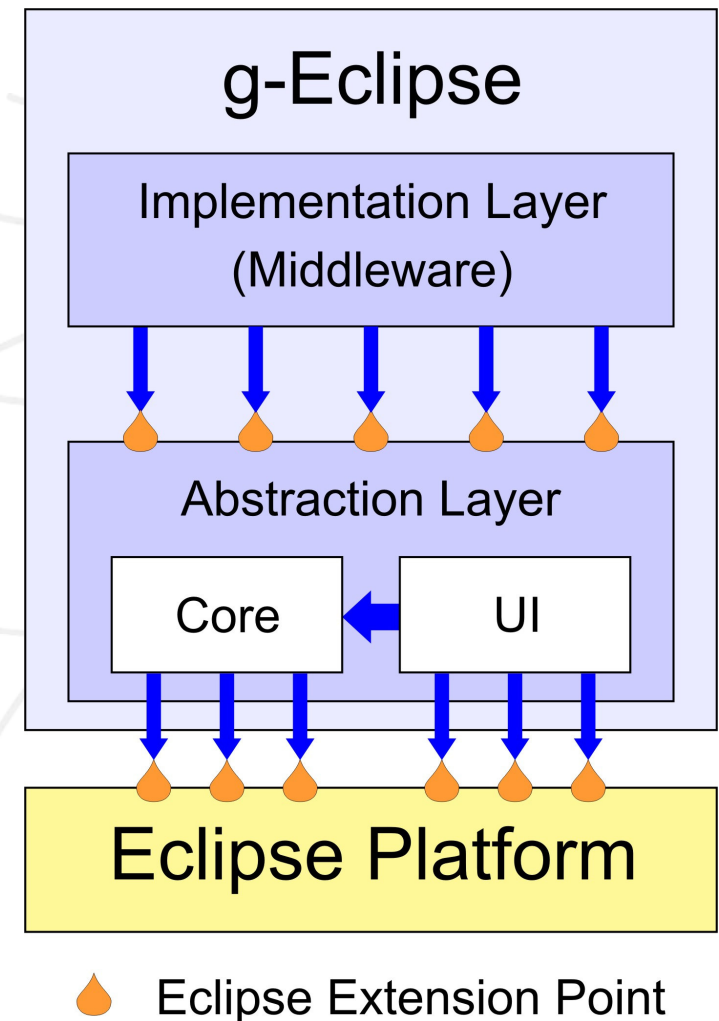 g-Eclipse
Implementation Layer
(Middleware)
Abstraction Layer
Core
UI
Eclipse Platform
Eclipse Extension Point